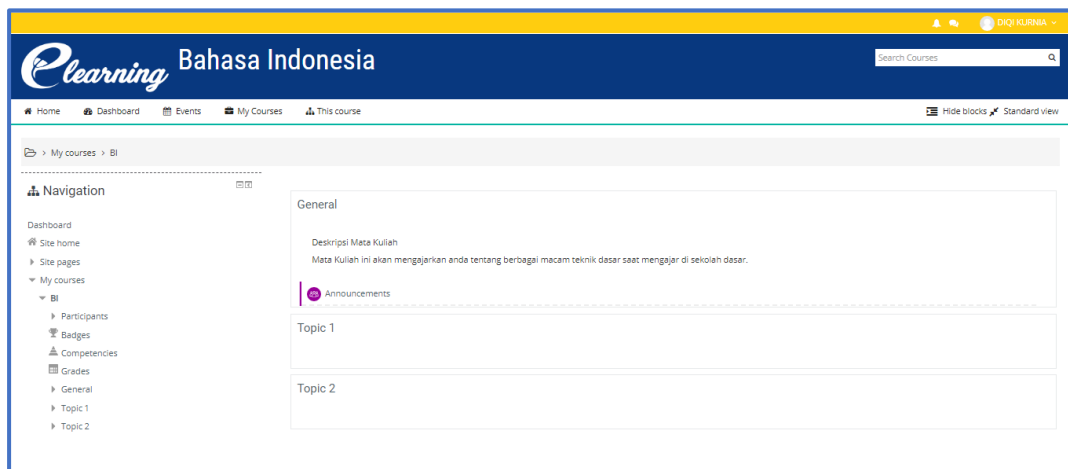 DIQI KURNIA
elearning Bahasa Indonesia
Search Courses
Home Dashboard Events My Courses This course Hide blocks Standard view
> My courses > BI
Navigation
Dashboard
Site home
Site pages
My courses
BI
Participants
Badges
Competencies
Grades
General
Topic 1
Topic 2
General
Deskripsi Mata Kuliah
Mata Kuliah ini akan mengajarkan anda tentang berbagai macam teknik dasar saat mengajar di sekolah dasar.
Announcements
Topic 1
Topic 2